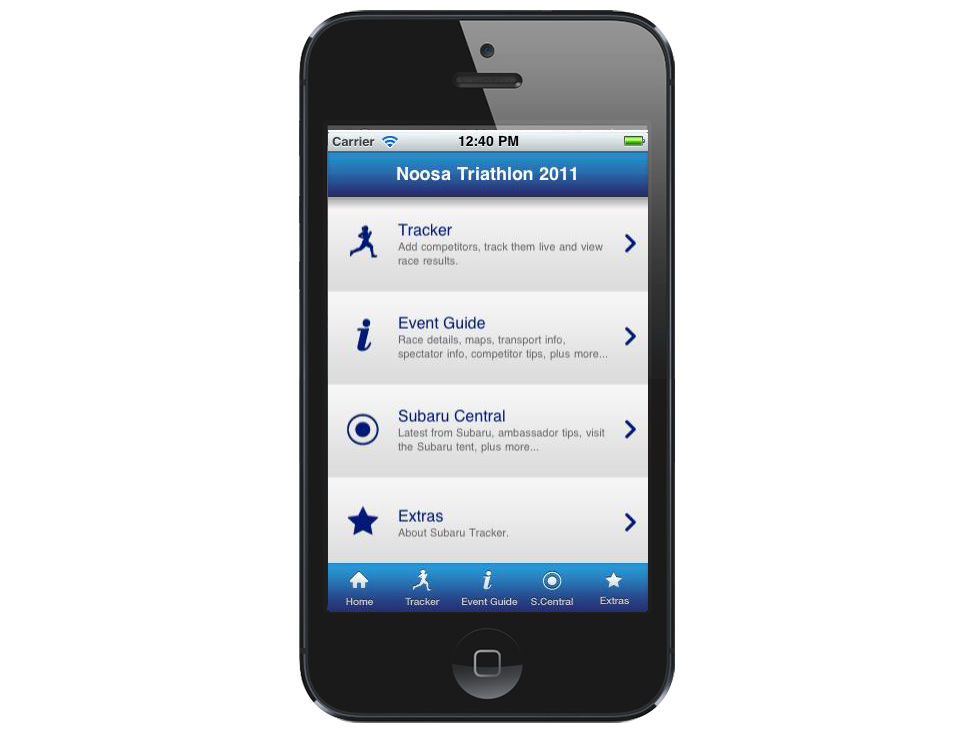 Carrier 12:40 PM
Noosa Triathlon 2011
Tracker
Add competitors, track them live and view
race results.
Event Guide
Race details, maps, transport info,
spectator info, competitor tips, plus more...
Subaru Central
Latest from Subaru, ambassador tips, visit
the Subaru tent, plus more...
Extras
About Subaru Tracker.
Home Tracker Event Guide S.Central Extras